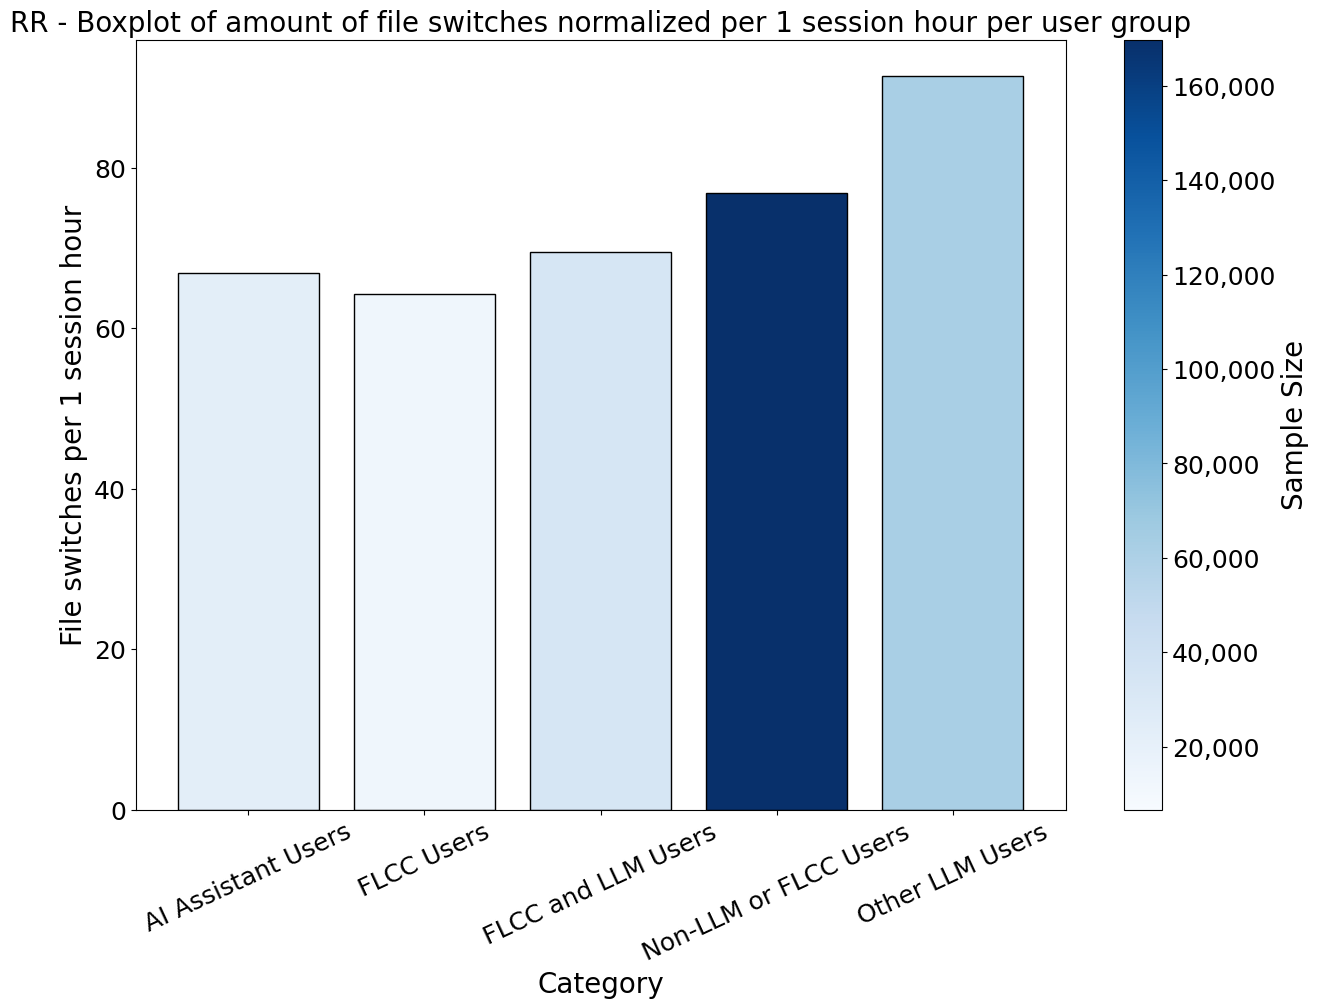 RR - Boxplot of amount of file switches normalized per 1 session hour per user group
File switches per 1 session hour
80
60
40
20
0
AI Assistant Users
FLCC Users
FLCC and LLM Users
Non-LLM or FLCC Users
Other LLM Users
Category
160,000
140,000
120,000
100,000
80,000
60,000
40,000
20,000
Sample Size